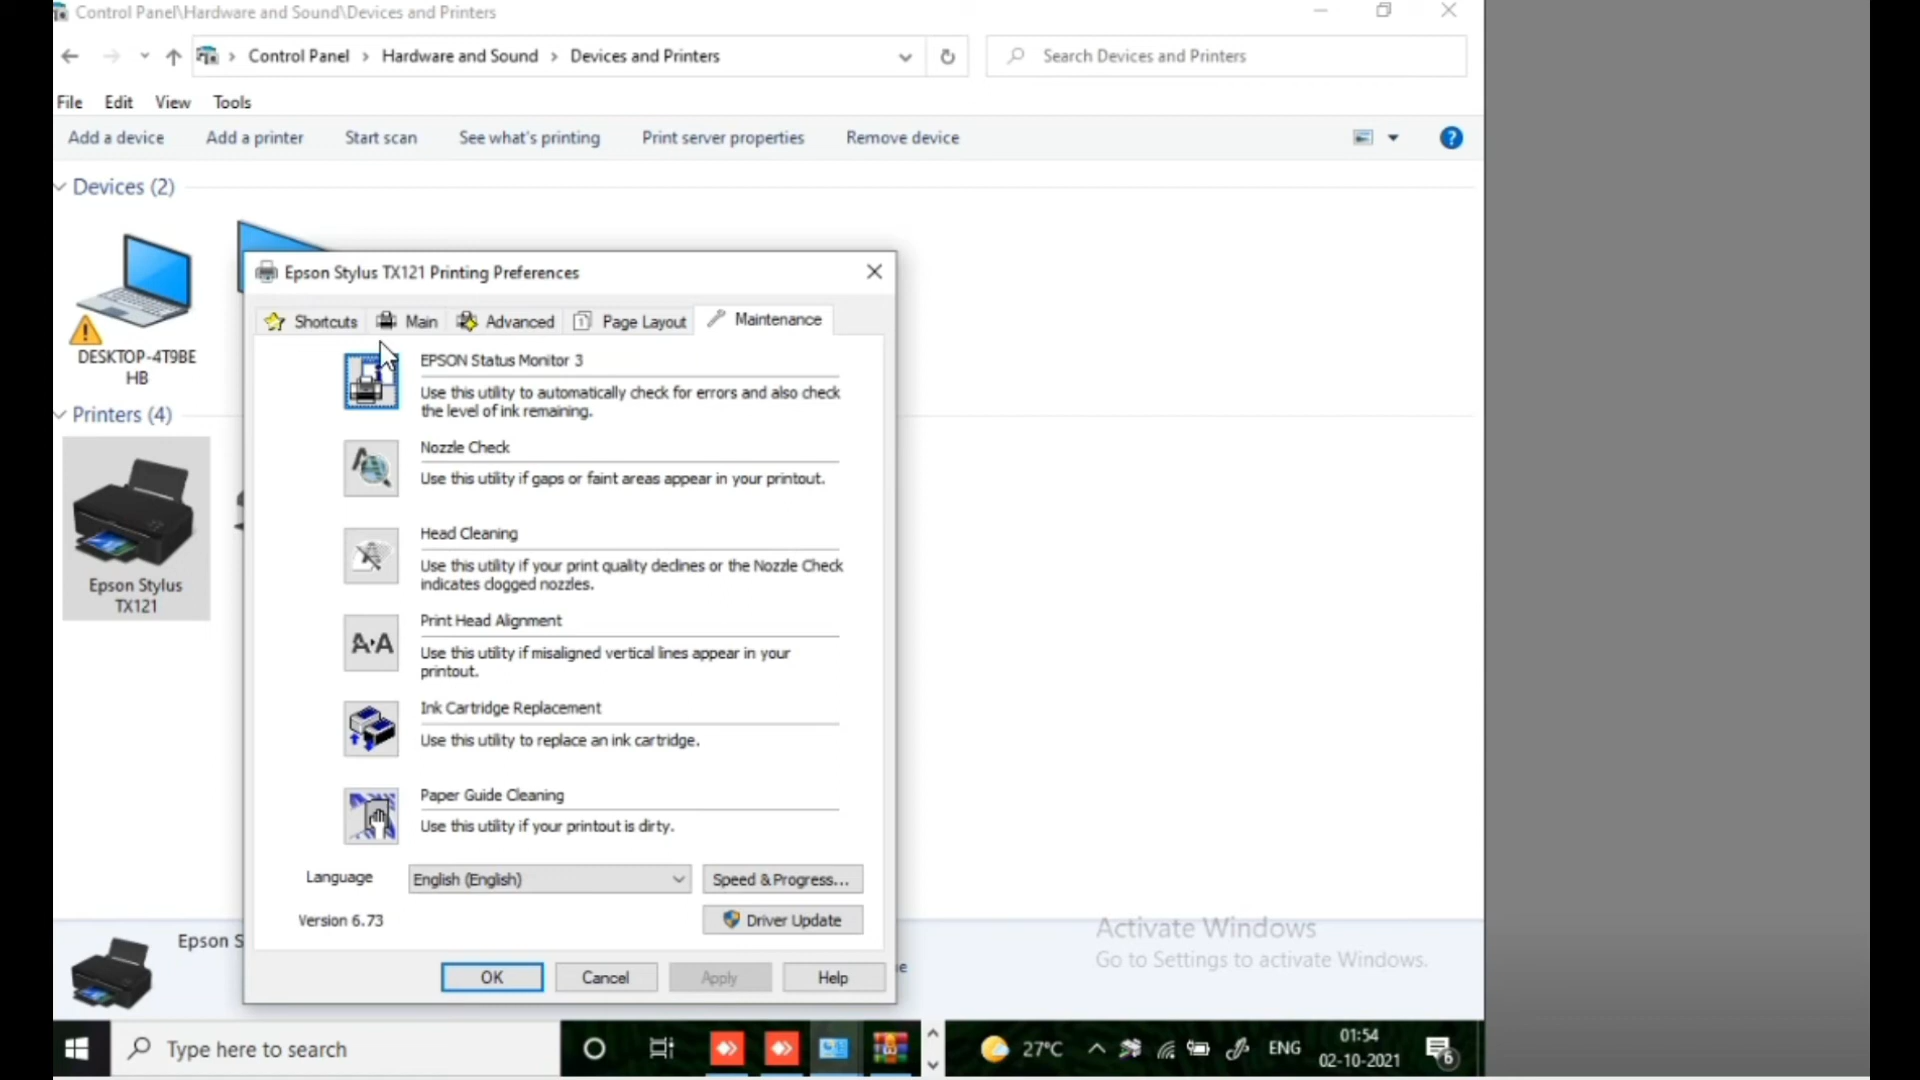 Control Panel\Hardware and Sound\Devices and Printers
Control Panel > Hardware and Sound > Devices and Printers
Search Devices and Printers
File Edit View Tools
Add a device Add a printer Start scan See what's printing Print server properties Remove device
Devices (2)
DESKTOP-4T9BE
HB
Printers (4)
Epson Stylus
TX121
Epson Stylus TX121 Printing Preferences
Shortcuts Main Advanced Page Layout Maintenance
EPSON Status Monitor 3
Use this utility to automatically check for errors and also check
the level of ink remaining.
Nozzle Check
Use this utility if gaps or faint areas appear in your printout.
Head Cleaning
Use this utility if your print quality declines or the Nozzle Check
indicates clogged nozzles.
Print Head Alignment
Use this utility if misaligned vertical lines appear in your
printout.
Ink Cartridge Replacement
Use this utility to replace an ink cartridge.
Paper Guide Cleaning
Use this utility if your printout is dirty.
Language English (English) Speed & Progress...
Version 6.73 Driver Update
OK Cancel Apply Help
Epson S
Activate Windows
Go to Settings to activate Windows.
Type here to search
27°C
ENG
01:54
02-10-2021
6